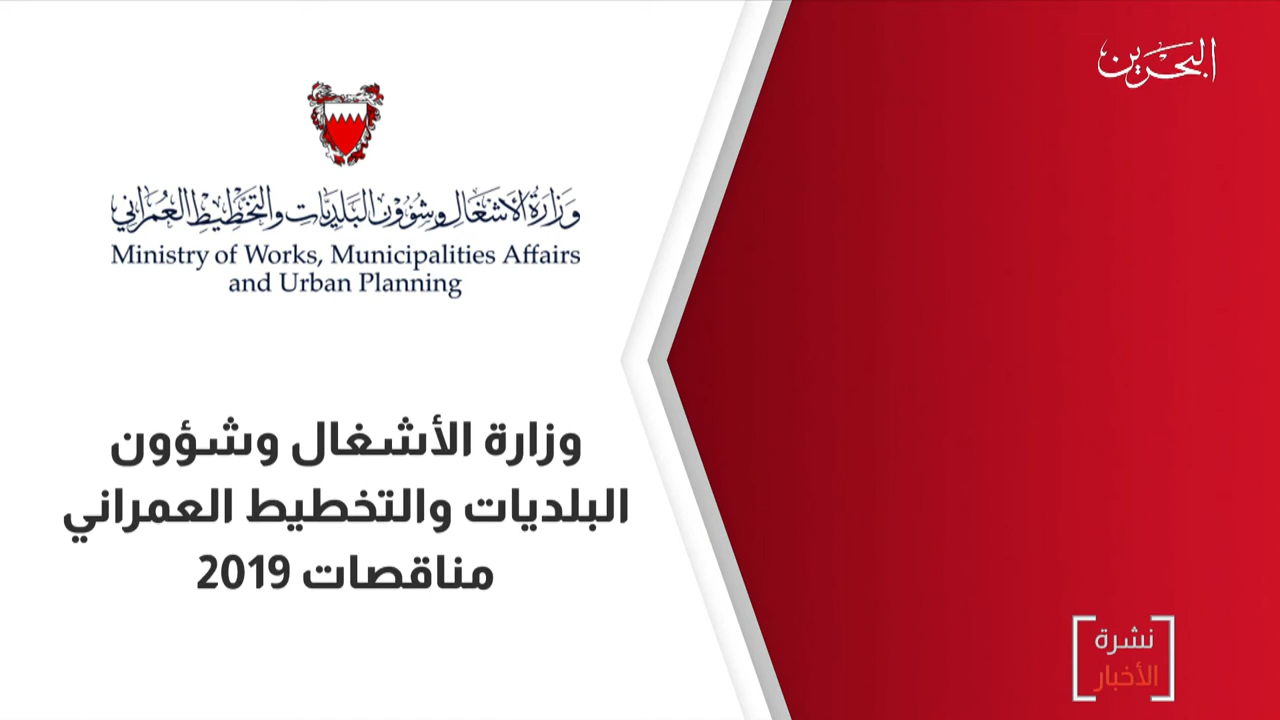 البحرين
وزارة الأشغال وشؤون البلديات والتخطيط العمراني
Ministry of Works, Municipalities Affairs
and Urban Planning
وزارة الأشغال وشؤون
البلديات والتخطيط العمراني
مناقصات 2019
نشرة
الأخبار